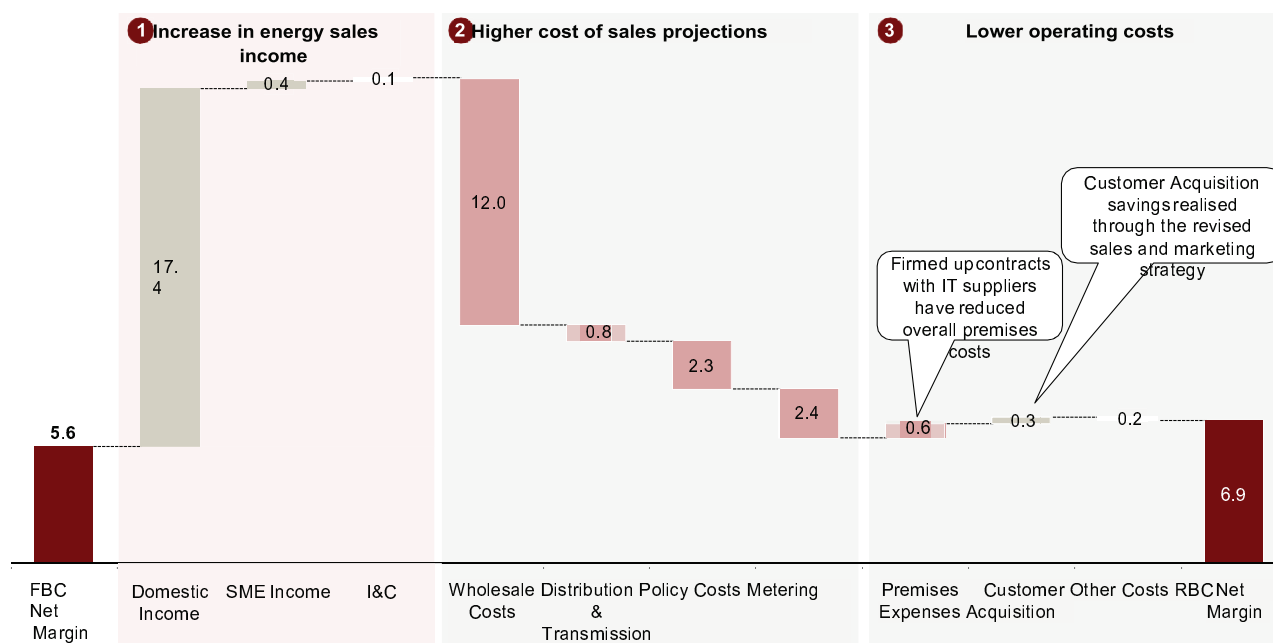 1 Increase in energy sales
income
2 Higher cost of sales projections
3 Lower operating costs
0.4
0.1
17.
4
12.0
0.8
2.3
2.4
Customer Acquisition
savings realised
through the revised
sales and marketing
strategy
Firmed up contracts
with IT suppliers
have reduced
overall premises
costs
5.6
0.6
0.3
0.2
6.9
FBC
Net
Margin
Domestic
Income
SME Income
I&C
Wholesale
Costs
Distribution
&
Transmission
Policy Costs
Metering
Premises
Expenses
Customer
Acquisition
Other Costs
RBC Net
Margin